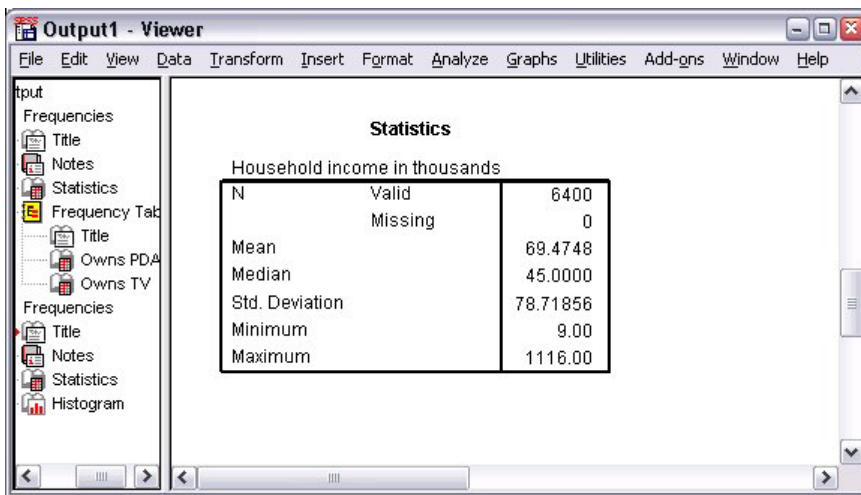 Output1 - Viewer
File Edit View Data Transform Insert Format Analyze Graphs Utilities Add-ons Window Help
tput
Frequencies
Title
Notes
Statistics
Frequency Tab
Title
Owns PDA
Owns TV
Frequencies
Title
Notes
Statistics
Histogram
Statistics
Household income in thousands
N Valid 6400
Missing 0
Mean 69.4748
Median 45.0000
Std. Deviation 78.71856
Minimum 9.00
Maximum 1116.00